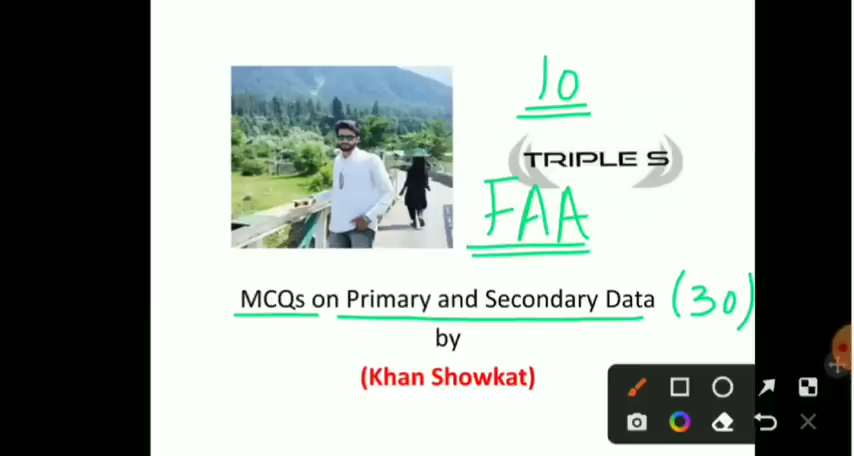 10
TRIPLE S
FAA
MCQs on Primary and Secondary Data (30)
by
(Khan Showkat)